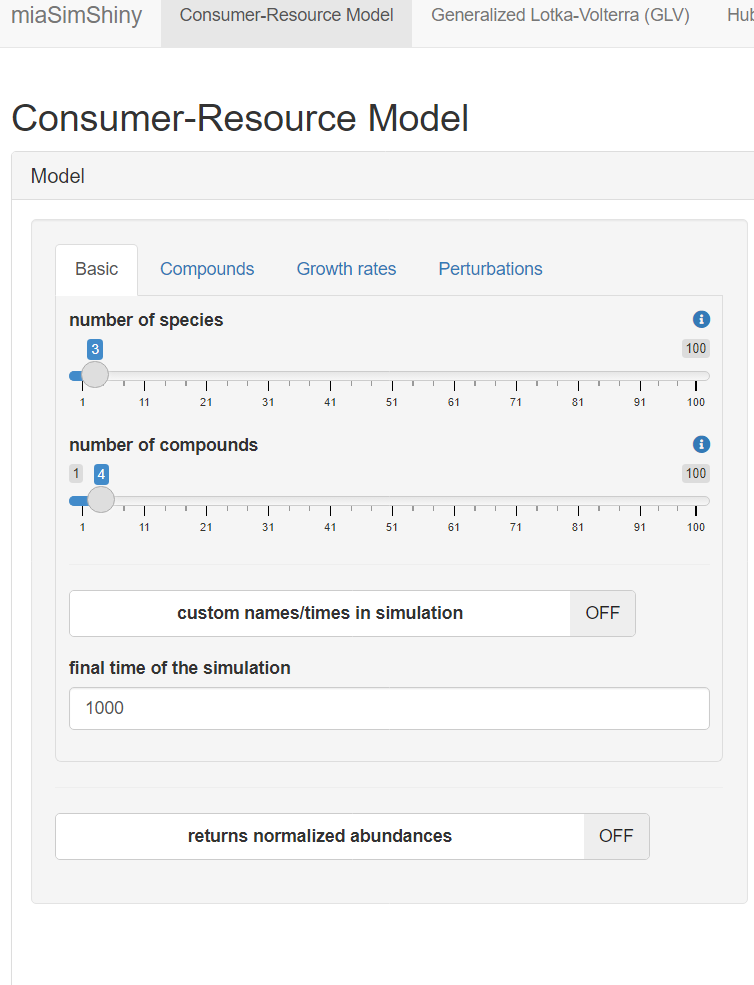 miaSimShiny Consumer-Resource Model Generalized Lotka-Volterra (GLV) Hub
Consumer-Resource Model
Model
Basic Compounds Growth rates Perturbations
number of species
3 100
1 11 21 31 41 51 61 71 81 91 100
number of compounds
1 4 100
1 11 21 31 41 51 61 71 81 91 100
custom names/times in simulation OFF
final time of the simulation
1000
returns normalized abundances OFF